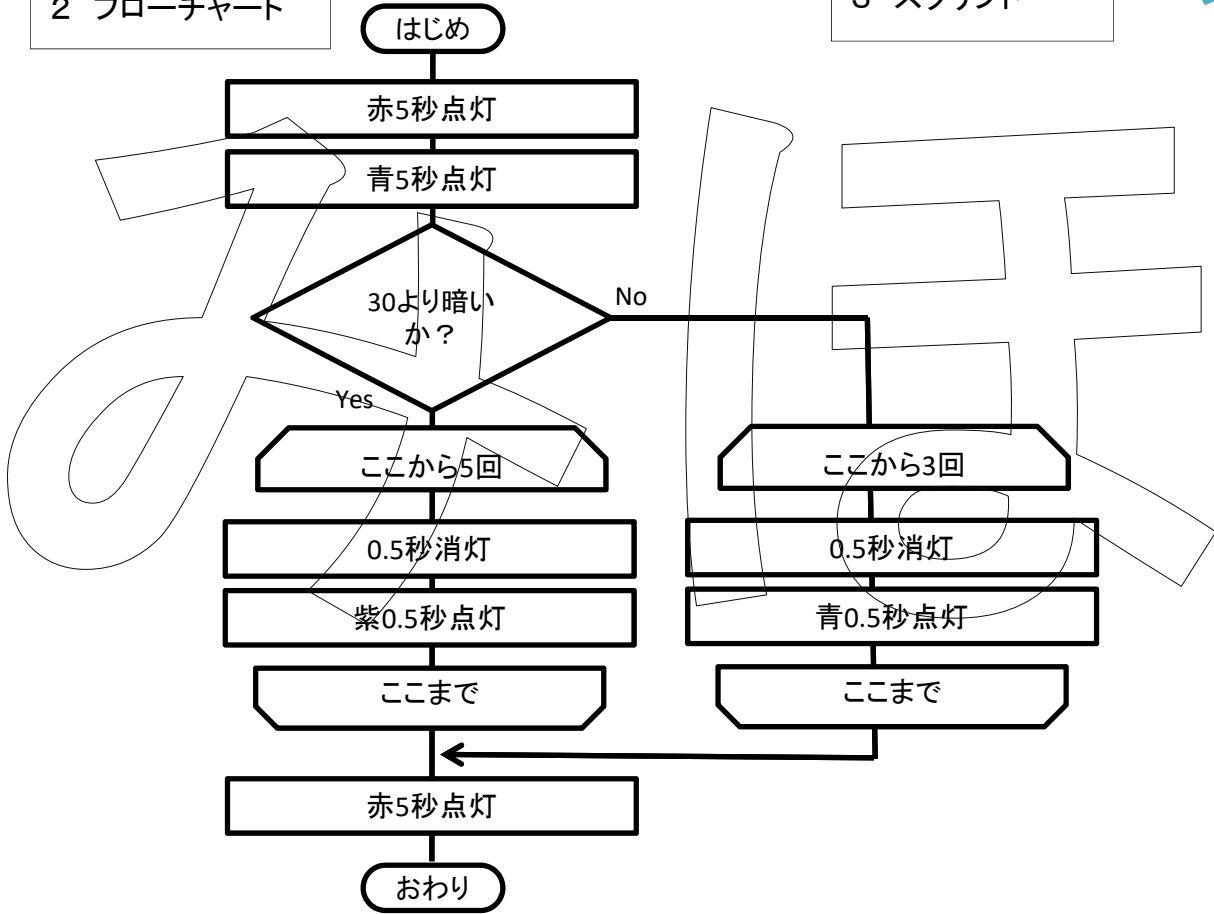 2 フローチャート
3 スクリプト
はじめ
赤5秒点灯
青5秒点灯
30より暗い
か？
No
Yes
ここから5回
0.5秒消灯
紫0.5秒点灯
ここまで
ここから3回
0.5秒消灯
青0.5秒点灯
ここまで
赤5秒点灯
おわり
みほん